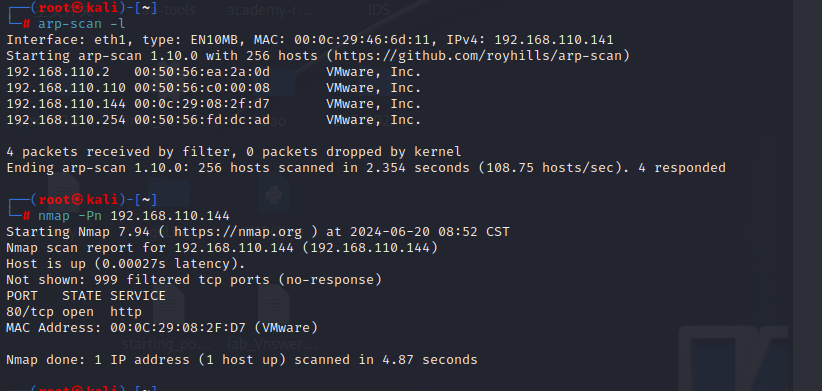 -tools academy-r... IDS
┌──(root㉿kali)-[~]
└─# arp-scan -l
Interface: eth1, type: EN10MB, MAC: 00:0c:29:46:6d:11, IPv4: 192.168.110.141
Starting arp-scan 1.10.0 with 256 hosts (https://github.com/royhills/arp-scan)
192.168.110.2 00:50:56:ea:2a:0d VMware, Inc.
192.168.110.110 00:50:56:c0:00:08 VMware, Inc.
192.168.110.144 00:0c:29:08:2f:d7 VMware, Inc.
192.168.110.254 00:50:56:fd:dc:ad VMware, Inc.
4 packets received by filter, 0 packets dropped by kernel
Ending arp-scan 1.10.0: 256 hosts scanned in 2.354 seconds (108.75 hosts/sec). 4 responded
┌──(root㉿kali)-[~]
└─# nmap -Pn 192.168.110.144
Starting Nmap 7.94 ( https://nmap.org ) at 2024-06-20 08:52 CST
Nmap scan report for 192.168.110.144 (192.168.110.144)
Host is up (0.00027s latency).
Not shown: 999 filtered tcp ports (no-response)
PORT STATE SERVICE
80/tcp open http
MAC Address: 00:0C:29:08:2F:D7 (VMware)
starting_po... lab_Vnswer...
Nmap done: 1 IP address (1 host up) scanned in 4.87 seconds
┌──(root㉿kali)-[~]